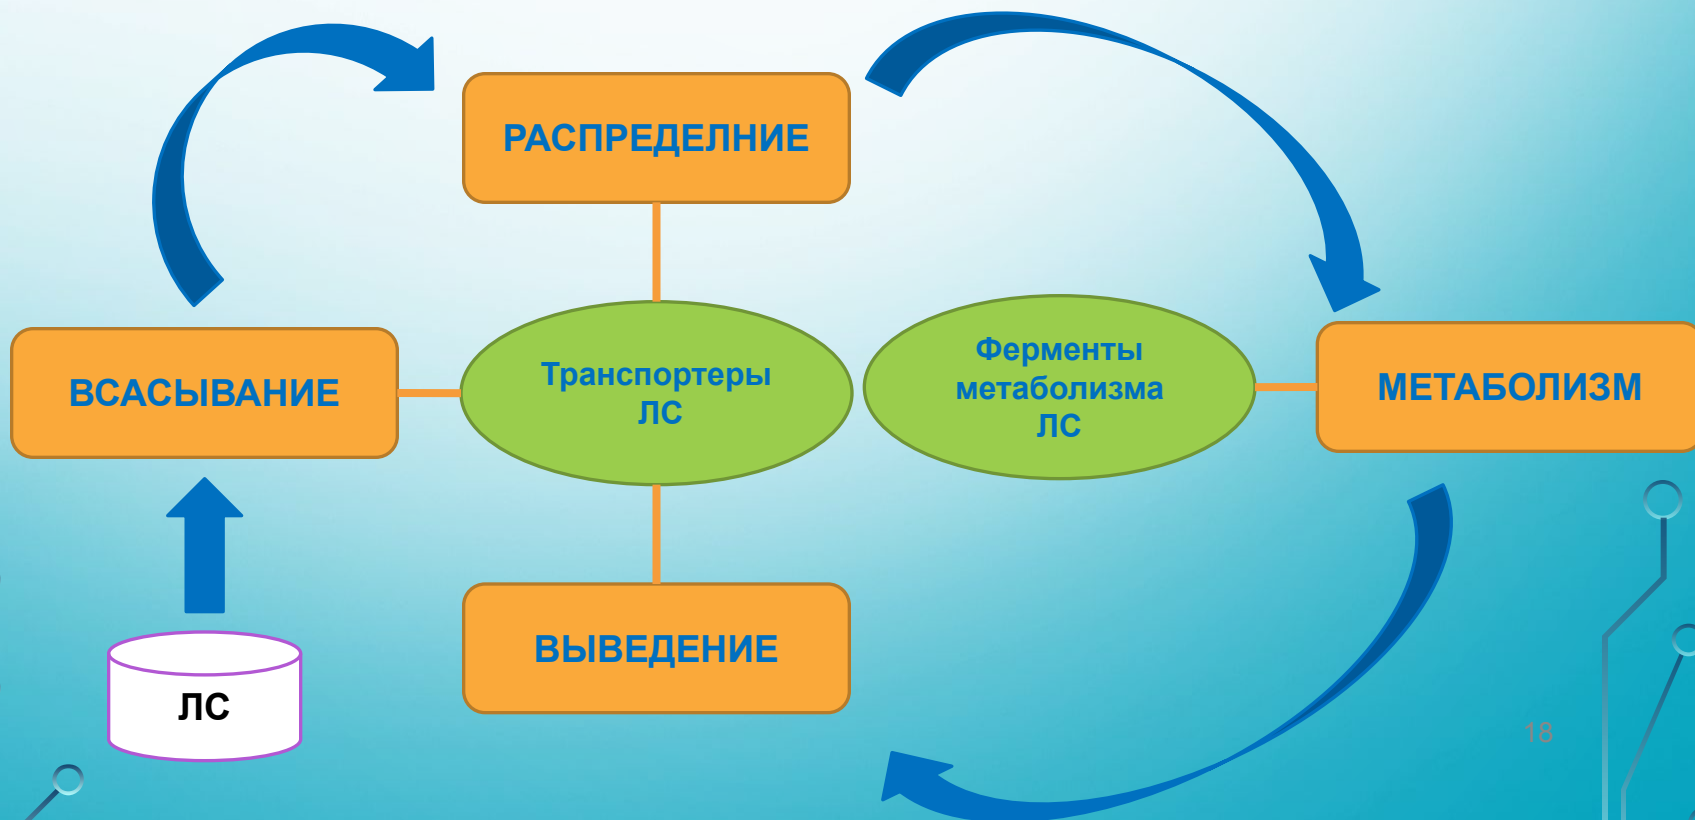 РАСПРЕДЕЛНИЕ
ВСАСЫВАНИЕ
Транспортеры
ЛС
Ферменты
метаболизма
ЛС
МЕТАБОЛИЗМ
ВЫВЕДЕНИЕ
ЛС
18